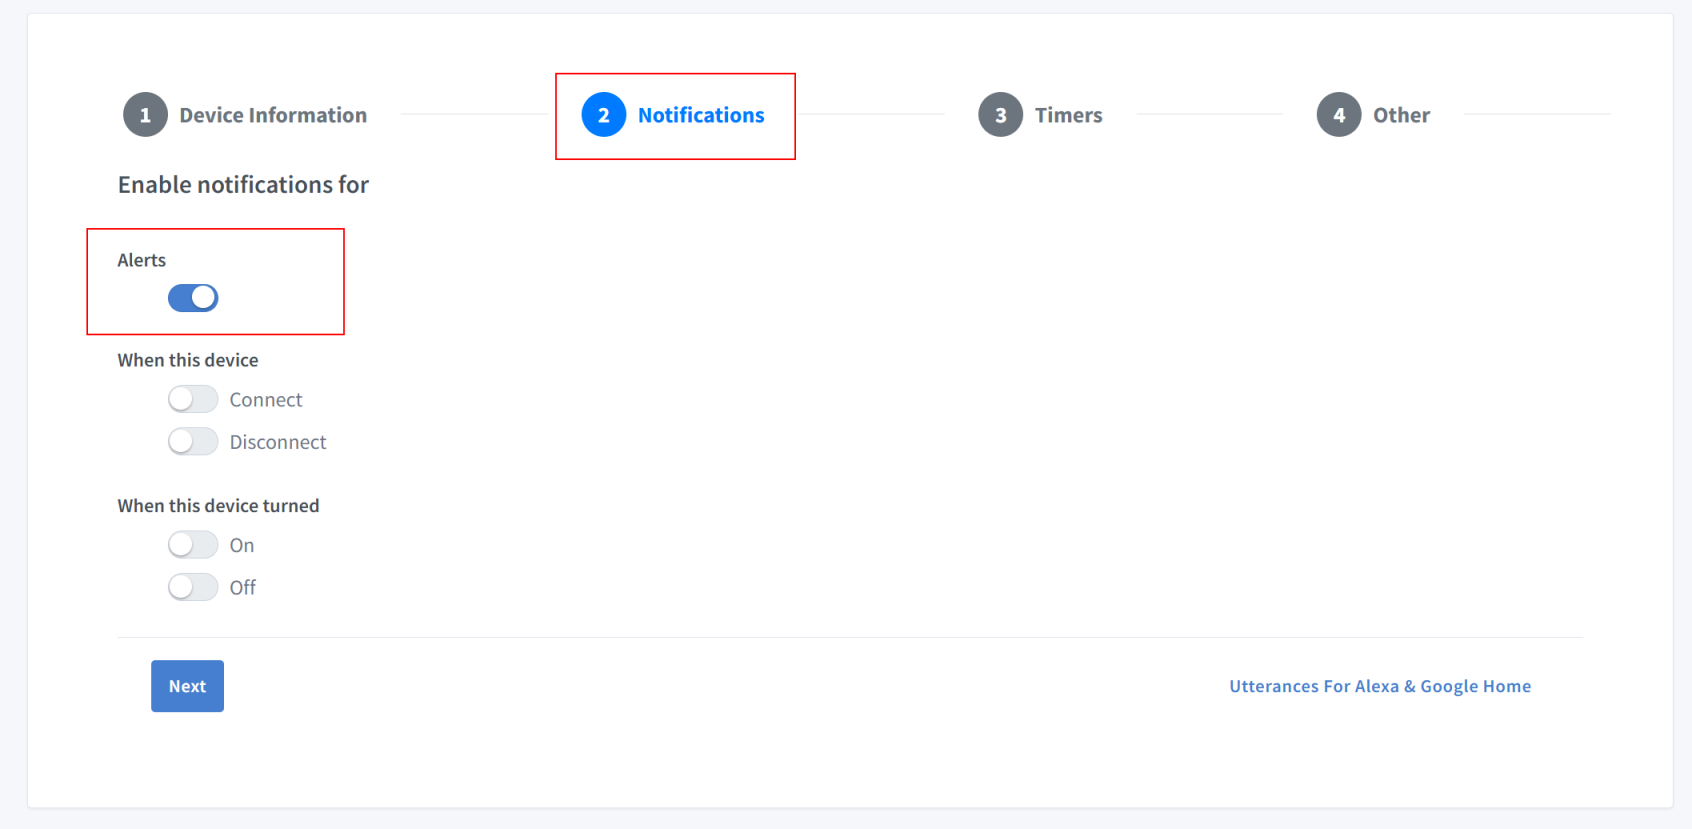 1 Device Information 2 Notifications 3 Timers 4 Other
Enable notifications for
Alerts
When this device
Connect
Disconnect
When this device turned
On
Off
Next Utterances For Alexa & Google Home